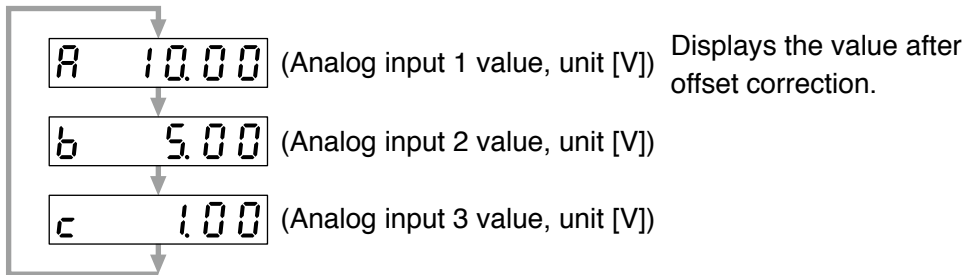 A 10.00 (Analog input 1 value, unit [V]) Displays the value after
offset correction.
b 5.00 (Analog input 2 value, unit [V])
c 1.00 (Analog input 3 value, unit [V])